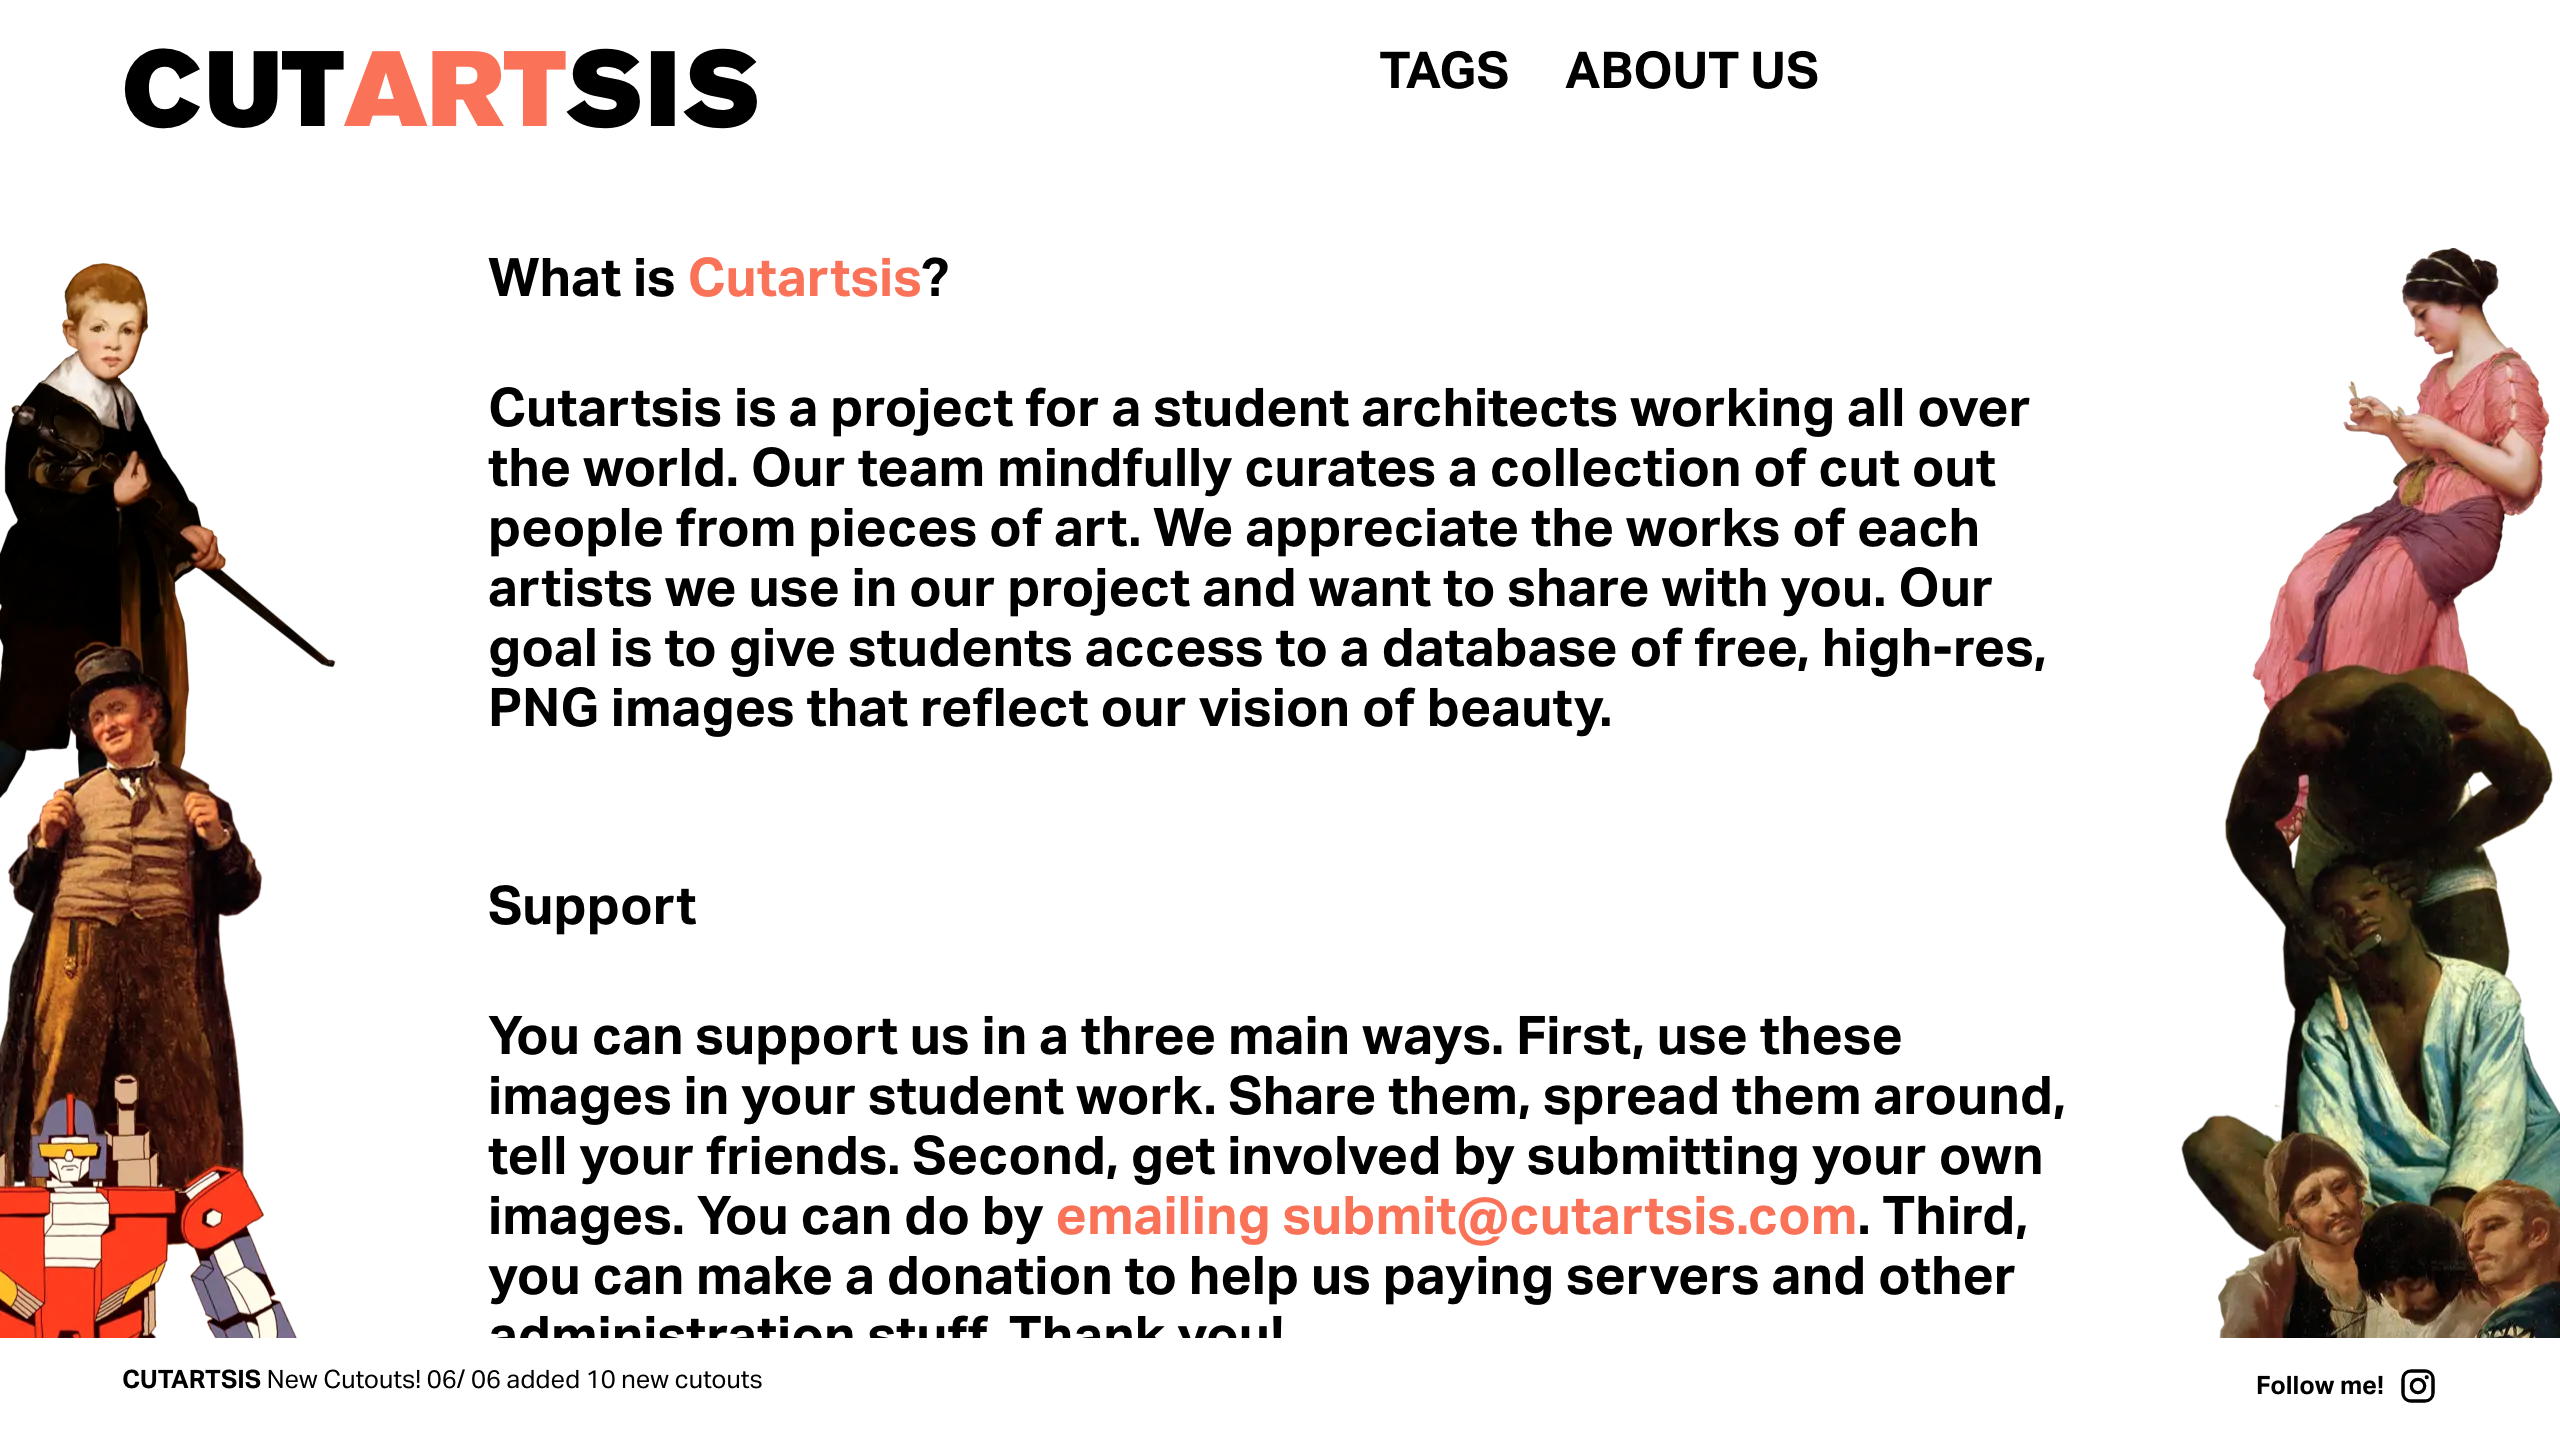 CUTARTSIS
TAGS ABOUT US
What is Cutartsis?
Cutartsis is a project for a student architects working all over
the world. Our team mindfully curates a collection of cut out
people from pieces of art. We appreciate the works of each
artists we use in our project and want to share with you. Our
goal is to give students access to a database of free, high-res,
PNG images that reflect our vision of beauty.
Support
You can support us in a three main ways. First, use these
images in your student work. Share them, spread them around,
tell your friends. Second, get involved by submitting your own
images. You can do by emailing submit@cutartsis.com. Third,
you can make a donation to help us paying servers and other
administration stuff. Thank you!
CUTARTSIS New Cutouts! 06/ 06 added 10 new cutouts
Follow me!